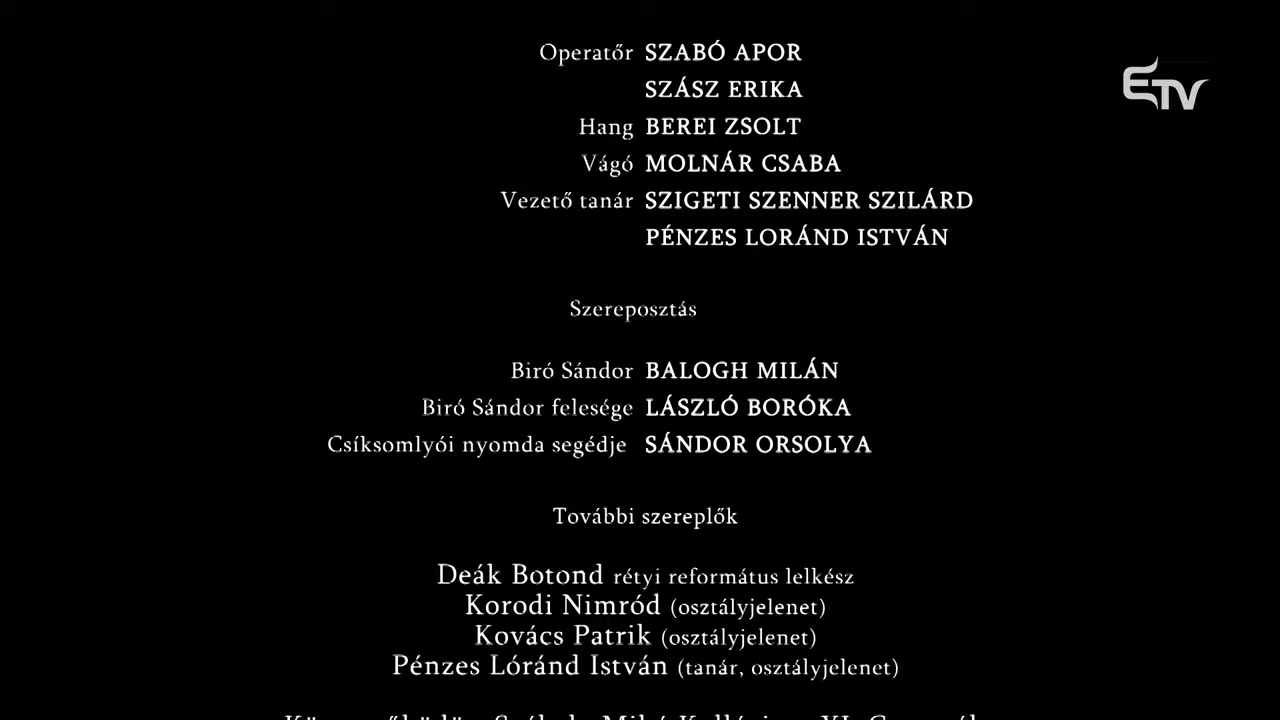 Operatőr SZABÓ APOR
SZÁSZ ERIKA
Hang BEREI ZSOLT
Vágó MOLNÁR CSABA
Vezető tanár SZIGETI SZENNER SZILÁRD
PÉNZES LORÁND ISTVÁN
Szereposztás
Biró Sándor BALOGH MILÁN
Biró Sándor felesége LÁSZLÓ BORÓKA
Csíksomlyói nyomda segédje SÁNDOR ORSOLYA
További szereplők
Deák Botond rétyi református lelkész
Korodi Nimród (osztályjelenet)
Kovács Patrik (osztályjelenet)
Pénzes Lóránd István (tanár, osztályjelenet)
ETV